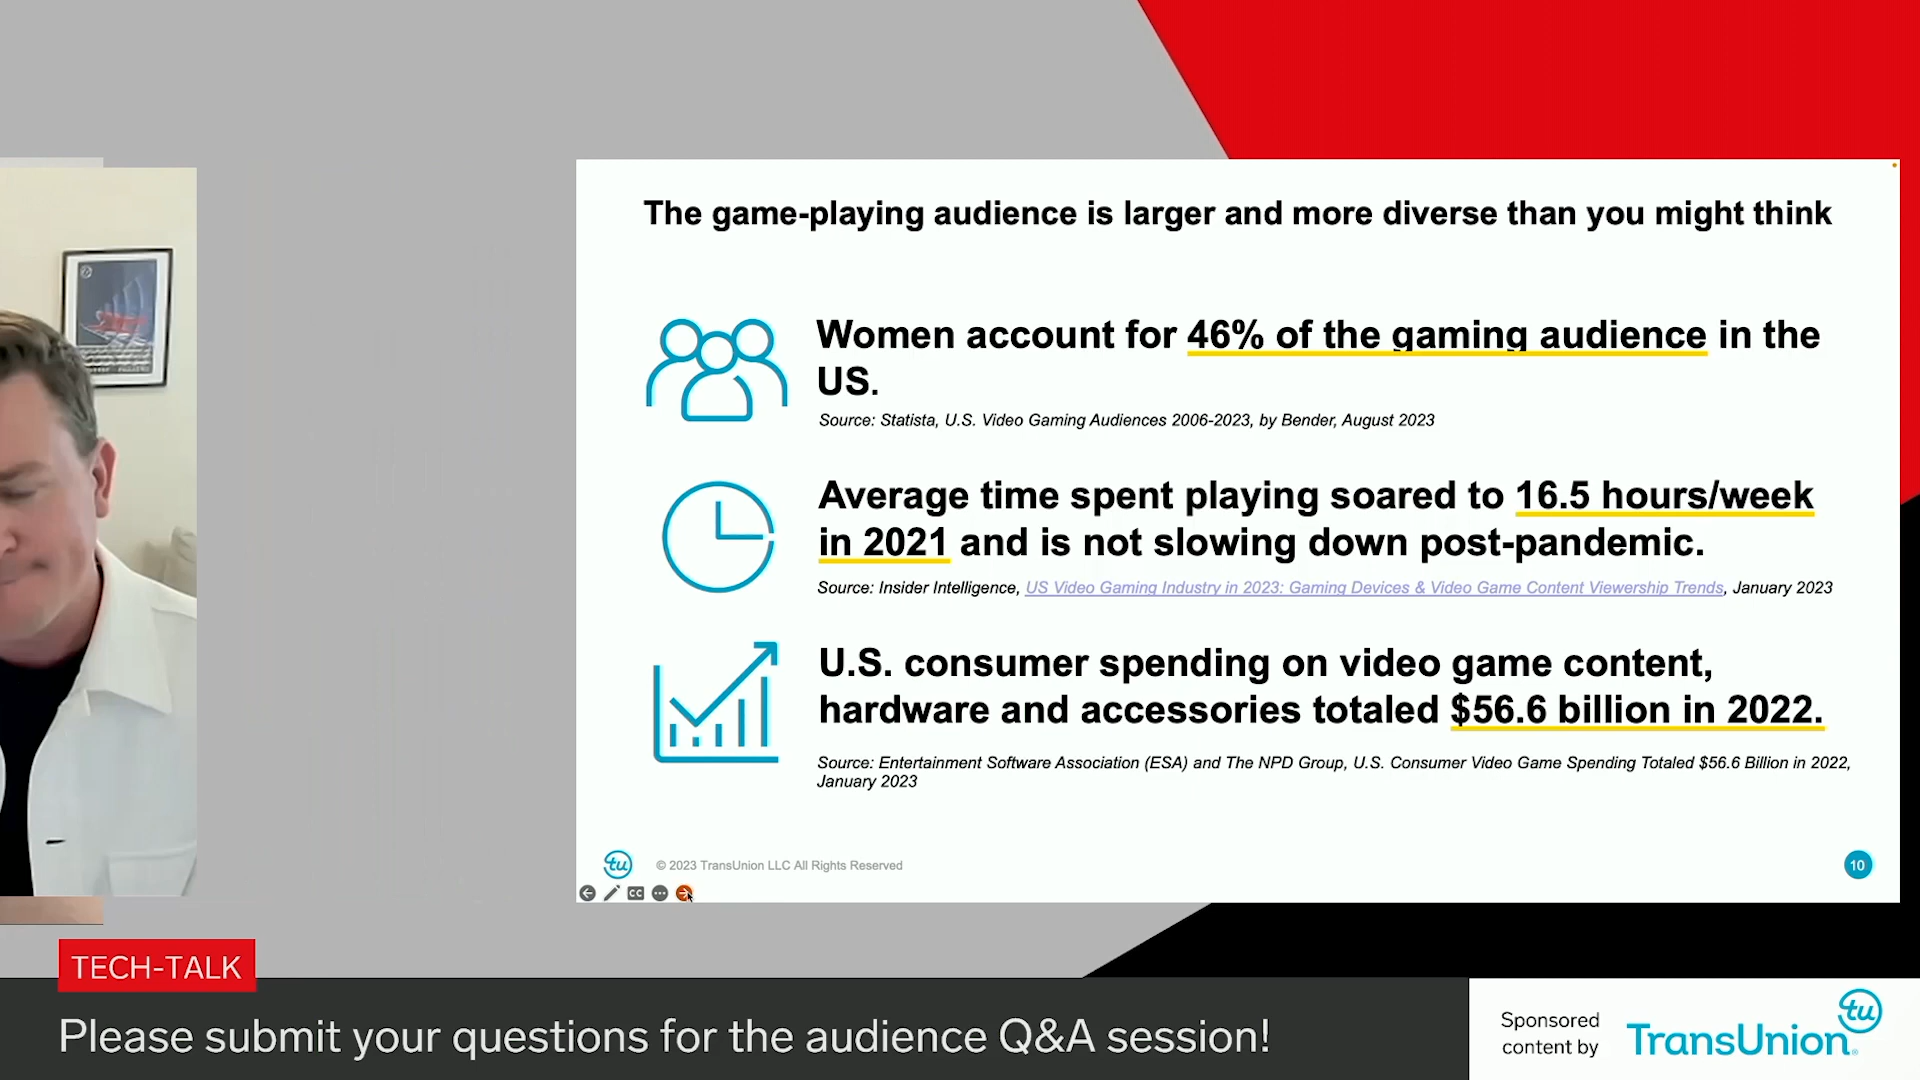 The game-playing audience is larger and more diverse than you might think
Women account for 46% of the gaming audience in the
US.
Source: Statista, U.S. Video Gaming Audiences 2006-2023, by Bender, August 2023
Average time spent playing soared to 16.5 hours/week
in 2021 and is not slowing down post-pandemic.
Source: Insider Intelligence, US Video Gaming Industry in 2023: Gaming Devices & Video Game Content Viewership Trends, January 2023
U.S. consumer spending on video game content,
hardware and accessories totaled $56.6 billion in 2022.
Source: Entertainment Software Association (ESA) and The NPD Group, U.S. Consumer Video Game Spending Totaled $56.6 Billion in 2022,
January 2023
tu
© 2023 TransUnion LLC All Rights Reserved
10
CC
TECH-TALK
Please submit your questions for the audience Q&A session!
Sponsored
content by
TransUnion
tu